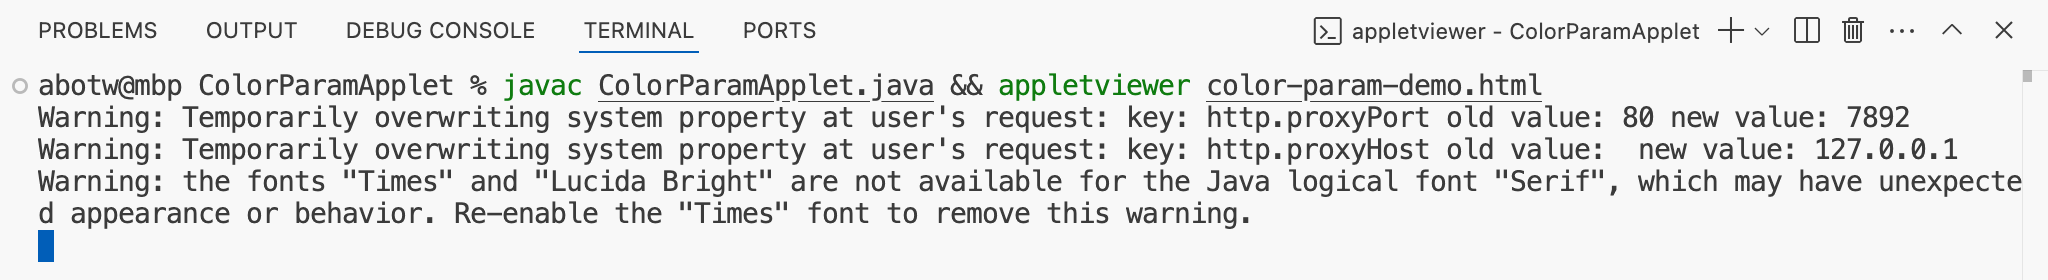 PROBLEMS OUTPUT DEBUG CONSOLE TERMINAL PORTS appletviewer - ColorParamApplet
abotw@mbp ColorParamApplet % javac ColorParamApplet.java && appletviewer color-param-demo.html
Warning: Temporarily overwriting system property at user's request: key: http.proxyPort old value: 80 new value: 7892
Warning: Temporarily overwriting system property at user's request: key: http.proxyHost old value:  new value: 127.0.0.1
Warning: the fonts "Times" and "Lucida Bright" are not available for the Java logical font "Serif", which may have unexpecte
d appearance or behavior. Re-enable the "Times" font to remove this warning.